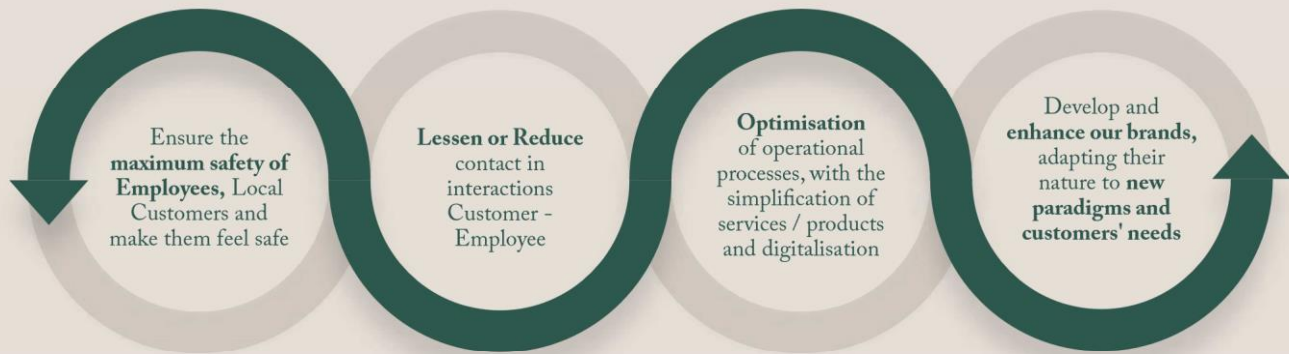 Ensure the
maximum safety of
Employees, Local
Customers and
make them feel safe
Lessen or Reduce
contact in
interactions
Customer -
Employee
Optimisation
of operational
processes, with the
simplification of
services / products
and digitalisation
Develop and
enhance our brands,
adapting their
nature to new
paradigms and
customers' needs